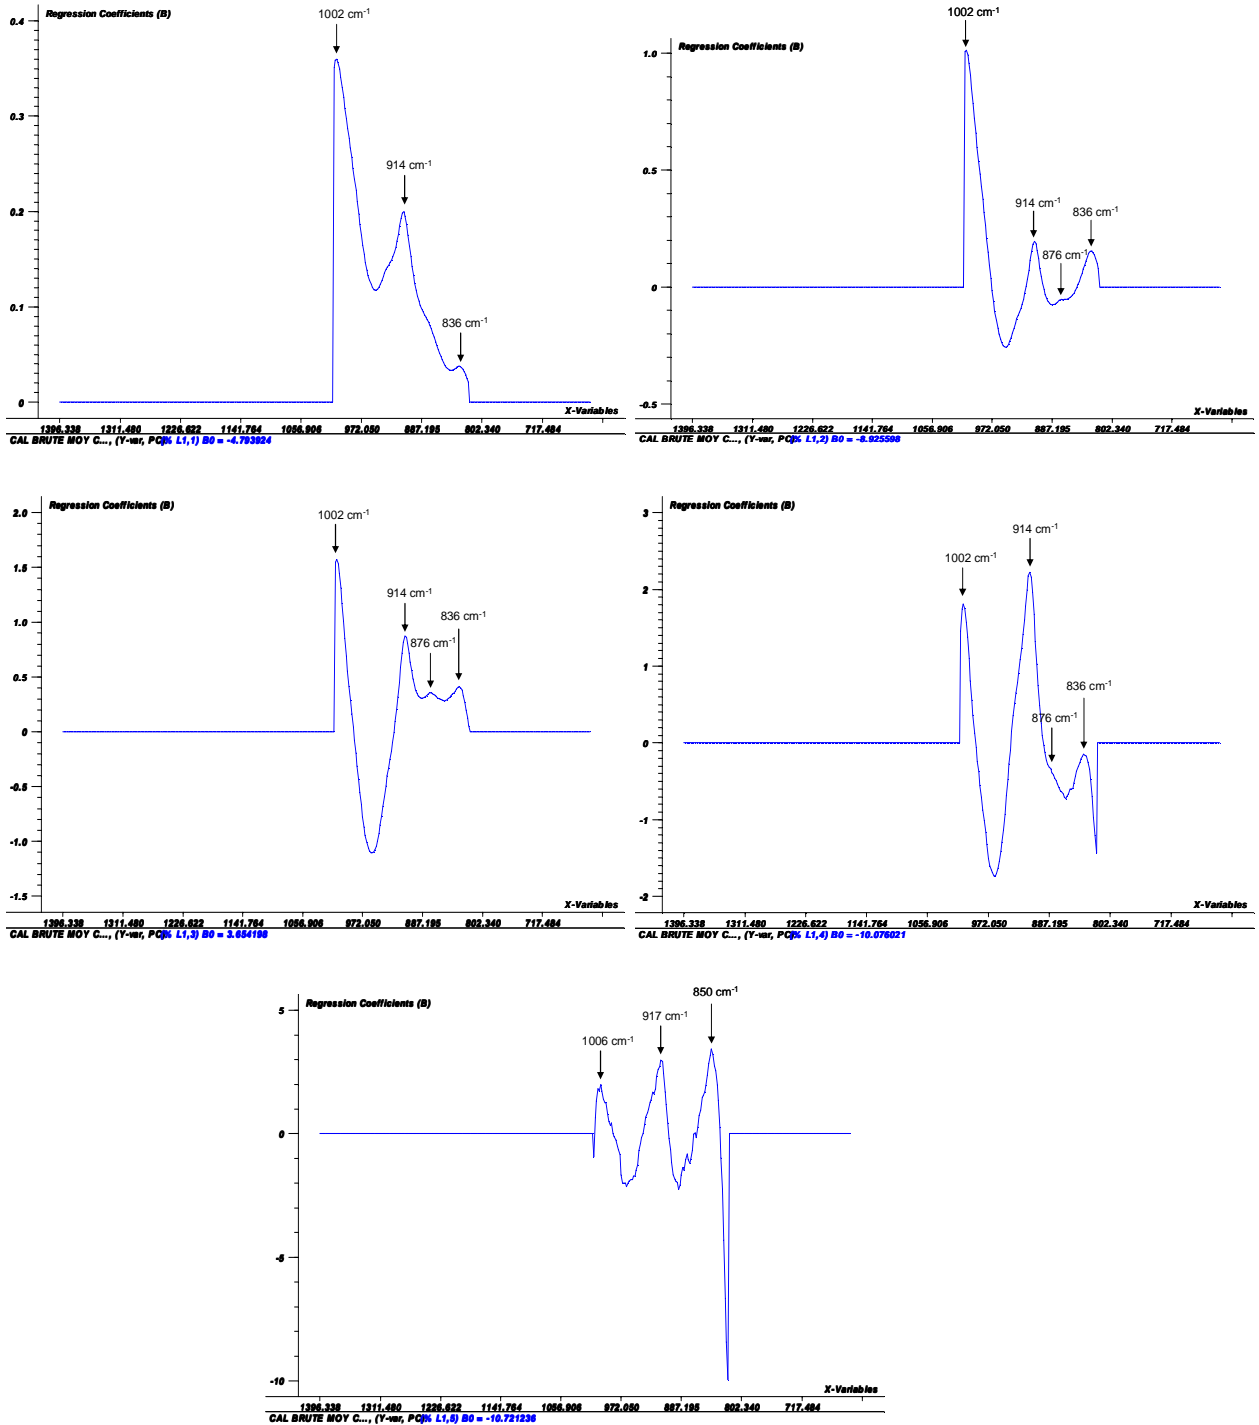 Regression Coefficients (B)
1002 cm-1
0.4
0.3
914 cm-1
0.2
0.1
836 cm-1
0
X-Variables
1396.338 1311.480 1226.622 1141.764 1056.906 972.050 887.195 802.340 717.484
CAL BRUTE MOY C..., (Y-var, PC(% L1,1) B0 = -4.793924
1002 cm-1
Regression Coefficients (B)
1.0
0.5
914 cm-1
836 cm-1
876 cm-1
0
-0.5
X-Variables
1396.338 1311.480 1226.622 1141.764 1056.906 972.050 887.195 802.340 717.484
CAL BRUTE MOY C..., (Y-var, PC(% L1,2) B0 = -8.925598
Regression Coefficients (B)
2.0
1002 cm-1
1.5
914 cm-1
1.0
836 cm-1
876 cm-1
0.5
0
-0.5
-1.0
-1.5
X-Variables
1396.338 1311.480 1226.622 1141.764 1056.906 972.050 887.195 802.340 717.484
CAL BRUTE MOY C..., (Y-var, PC(% L1,3) B0 = 3.654198
Regression Coefficients (B)
3
914 cm-1
1002 cm-1
2
1
836 cm-1
876 cm-1
0
-1
-2
X-Variables
1396.338 1311.480 1226.622 1141.764 1056.906 972.050 887.195 802.340 717.484
CAL BRUTE MOY C..., (Y-var, PC(% L1,4) B0 = -10.076021
850 cm-1
Regression Coefficients (B)
5
917 cm-1
1006 cm-1
0
-5
-10
X-Variables
1396.338 1311.480 1226.622 1141.764 1056.906 972.050 887.195 802.340 717.484
CAL BRUTE MOY C..., (Y-var, PC(% L1,5) B0 = -10.721236